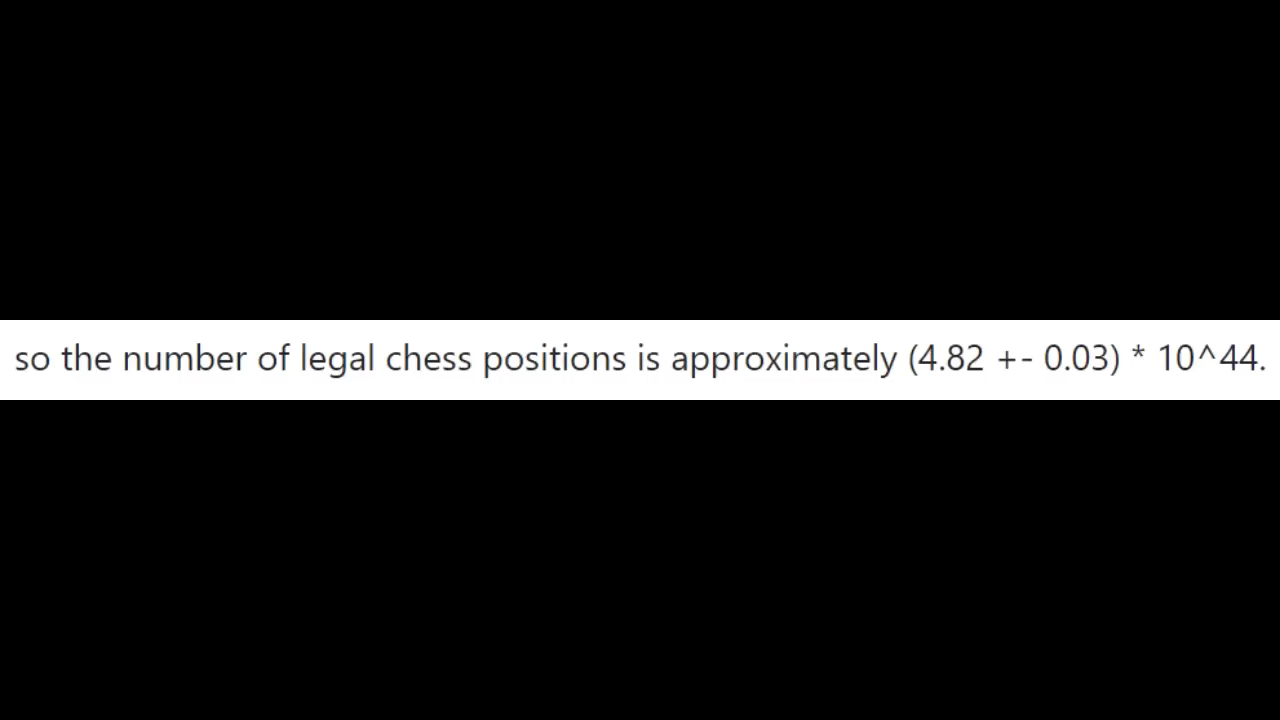 so the number of legal chess positions is approximately (4.82 +- 0.03) * 10^44.